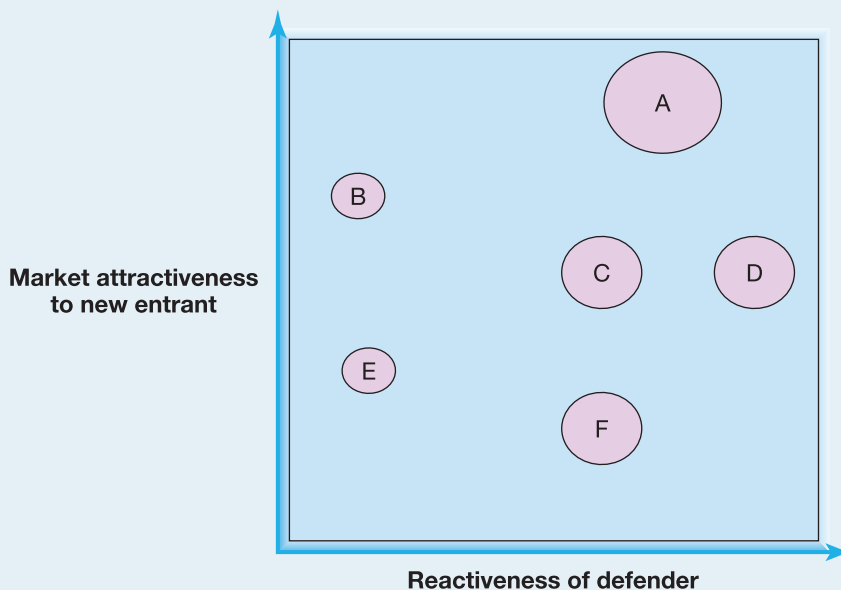 A
B
C
D
Market attractiveness
to new entrant
E
F
Reactiveness of defender